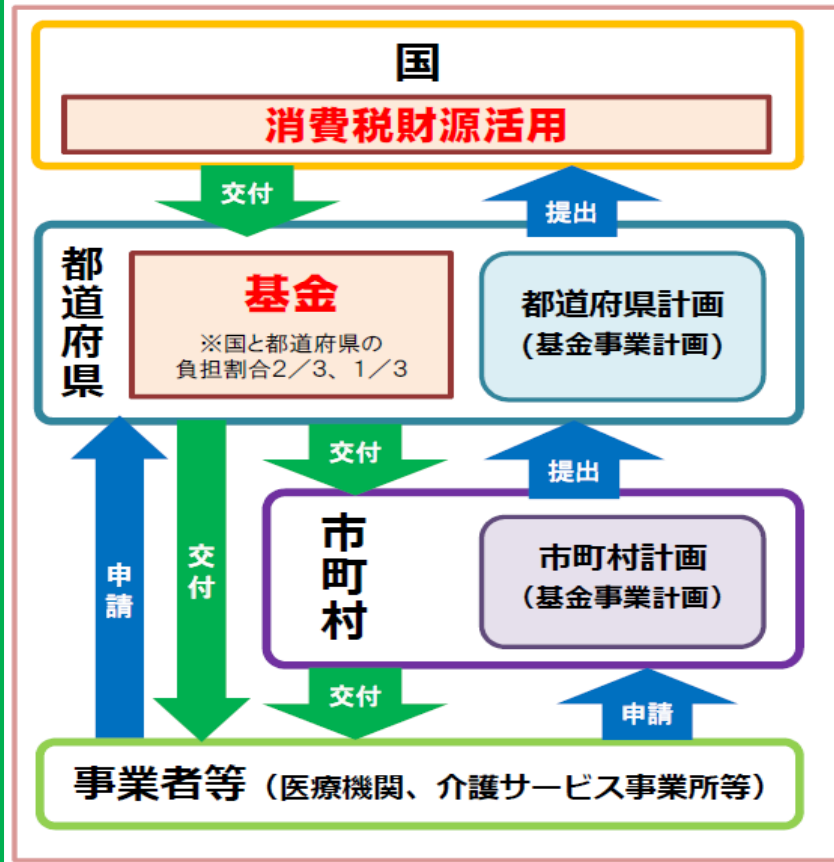 国
消費税財源活用
交付
提出
都道府県
基金
※国と都道府県の
負担割合2/3、1/3
都道府県計画
(基金事業計画)
交付
提出
申請
交付
市町村
市町村計画
（基金事業計画）
交付
申請
事業者等（医療機関、介護サービス事業所等）